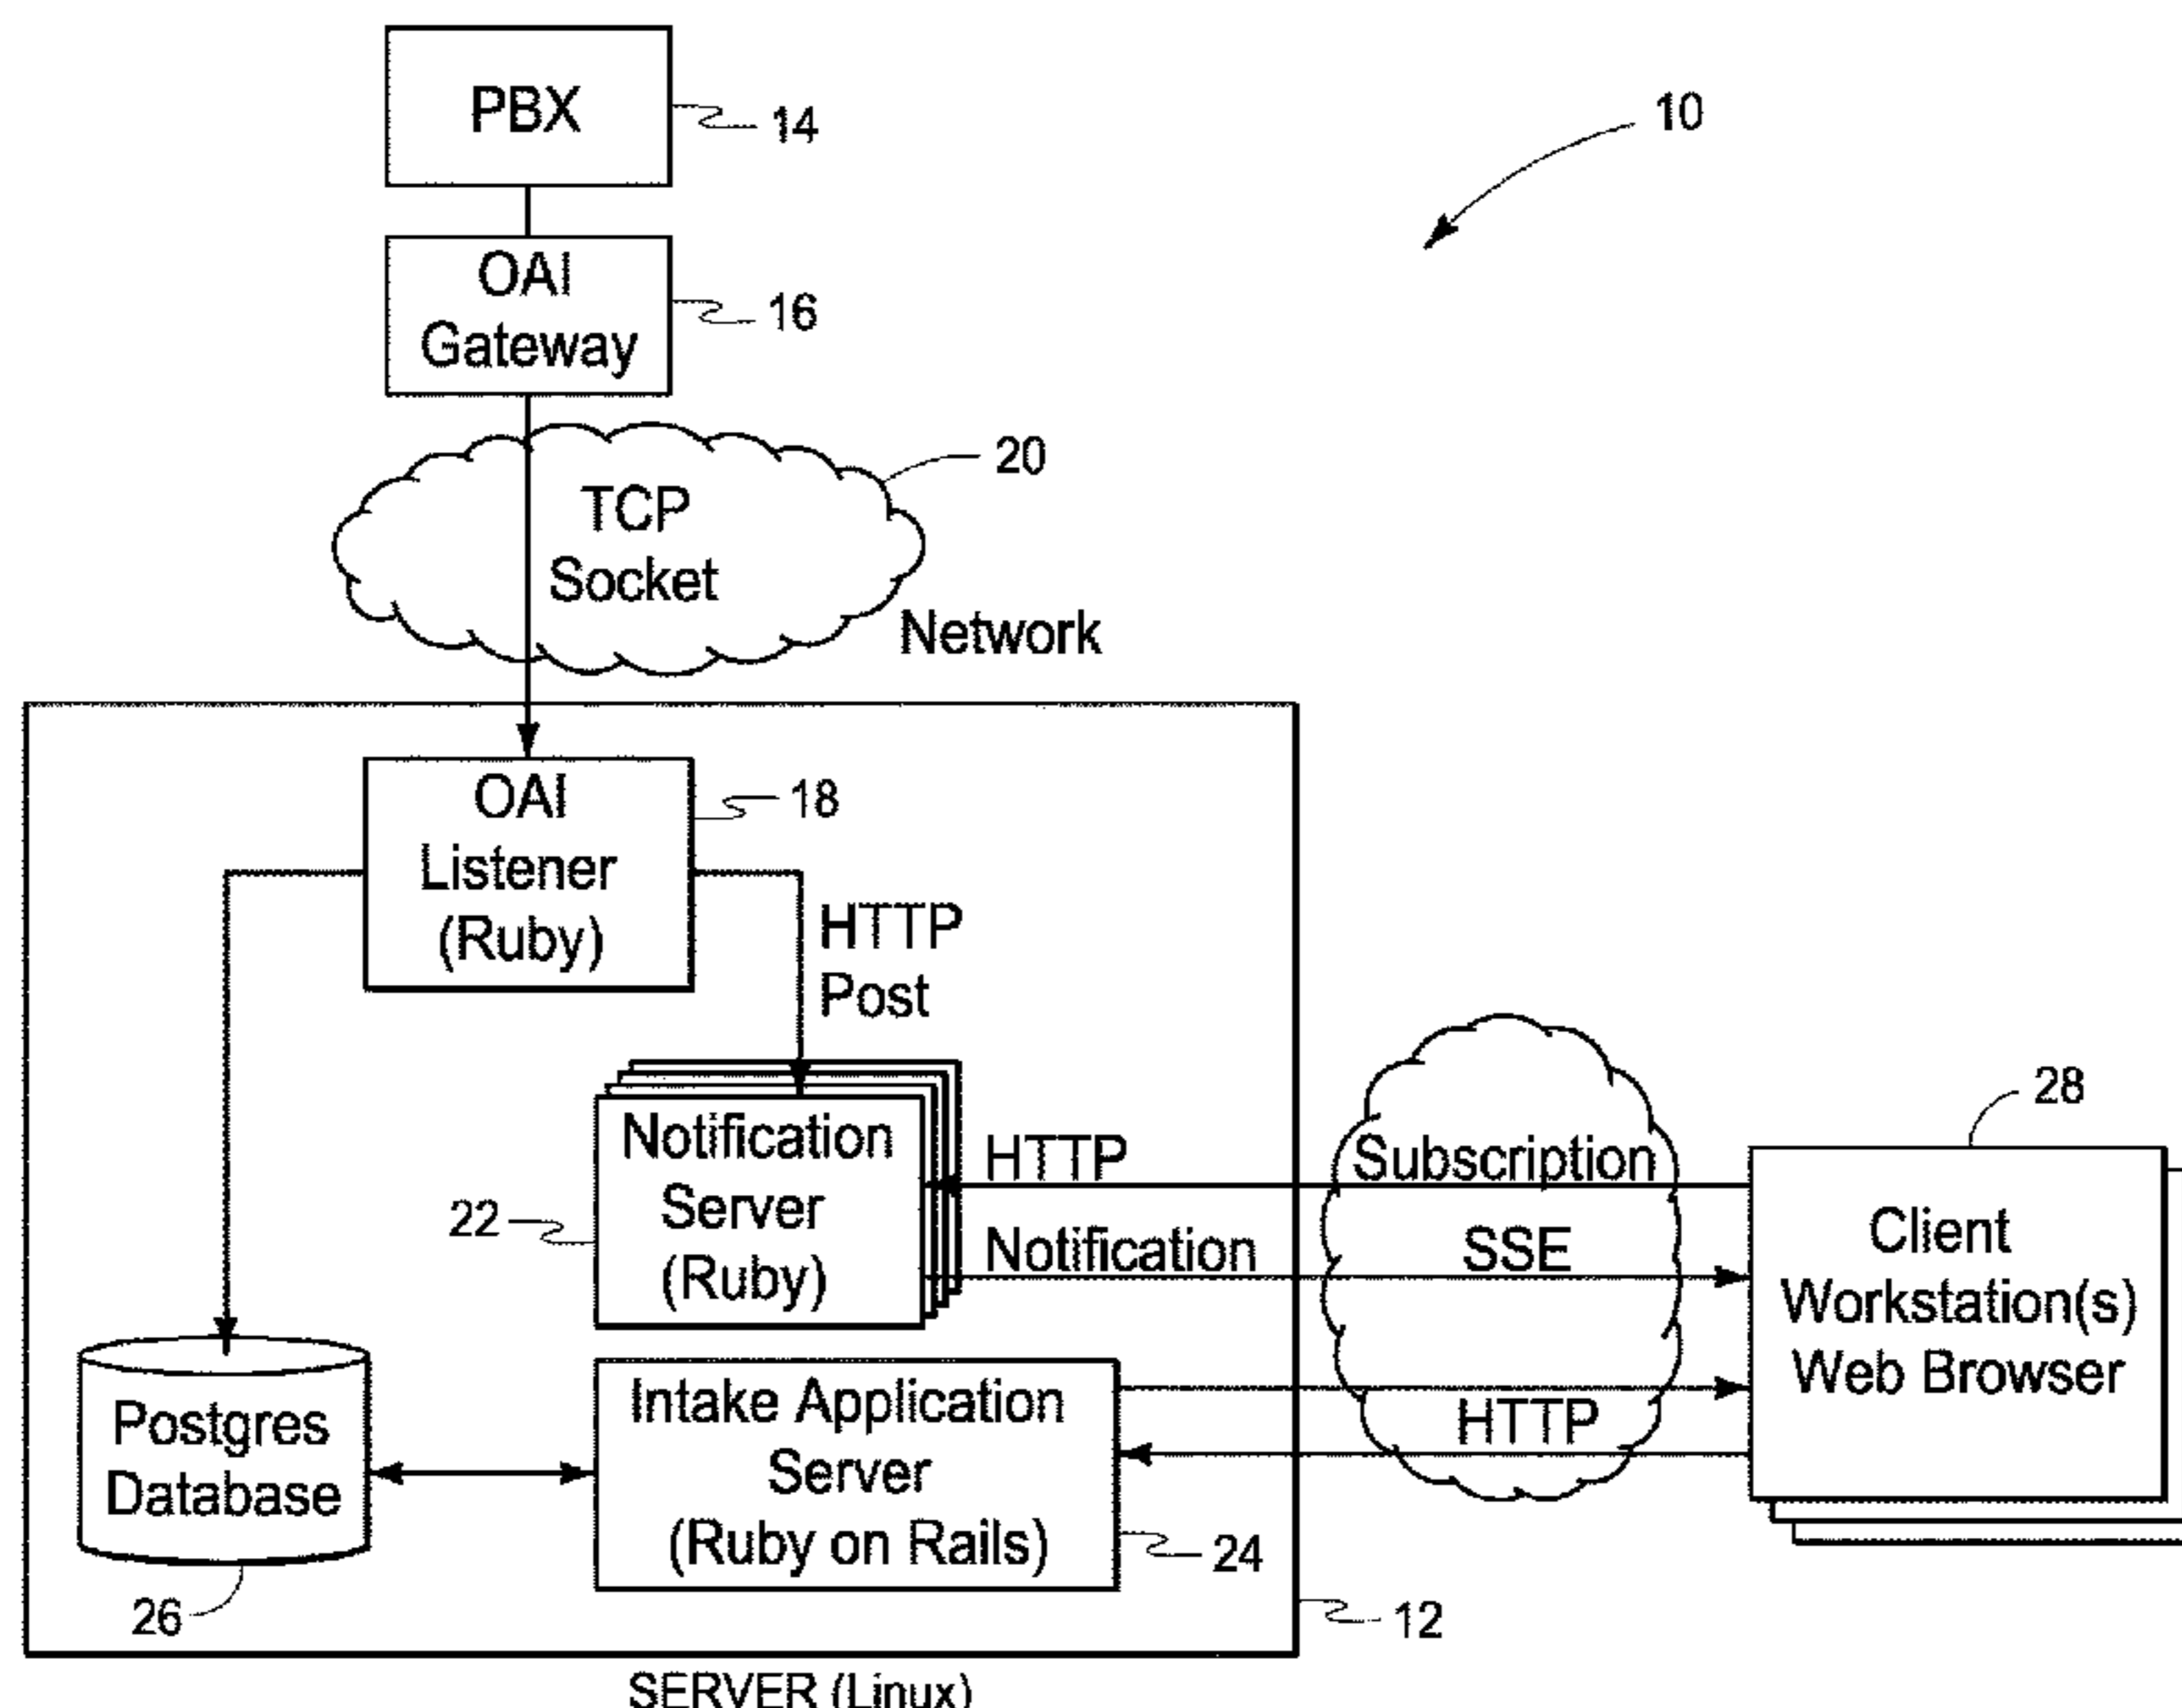 PBX
14
10
OAI
Gateway
16
20
TCP
Socket
Network
OAI
Listener
(Ruby)
18
HTTP
Post
Notification
Server
(Ruby)
22
HTTP
Subscription
Notification
SSE
28
Client
Workstation(s)
Web Browser
Postgres
Database
26
Intake Application
Server
(Ruby on Rails)
24
HTTP
12
SERVER (Linux)